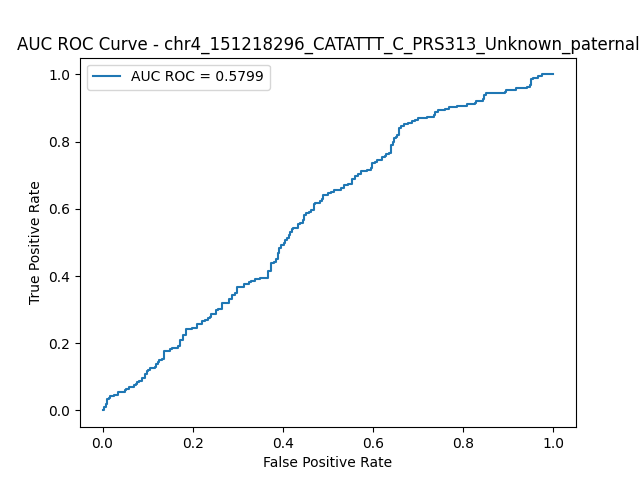 AUC ROC Curve - chr4_151218296_CATATTT_C_PRS313_Unknown_paternal
AUC ROC = 0.5799
1.0
0.8
0.6
0.4
0.2
0.0
True Positive Rate
0.0 0.2 0.4 0.6 0.8 1.0
False Positive Rate